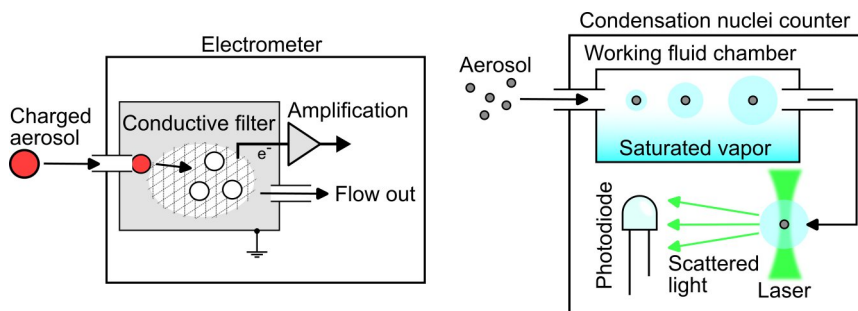 Electrometer
Charged
aerosol
Conductive filter
Amplification
e-
Flow out
Condensation nuclei counter
Working fluid chamber
Aerosol
Saturated vapor
Photodiode
Scattered
light
Laser